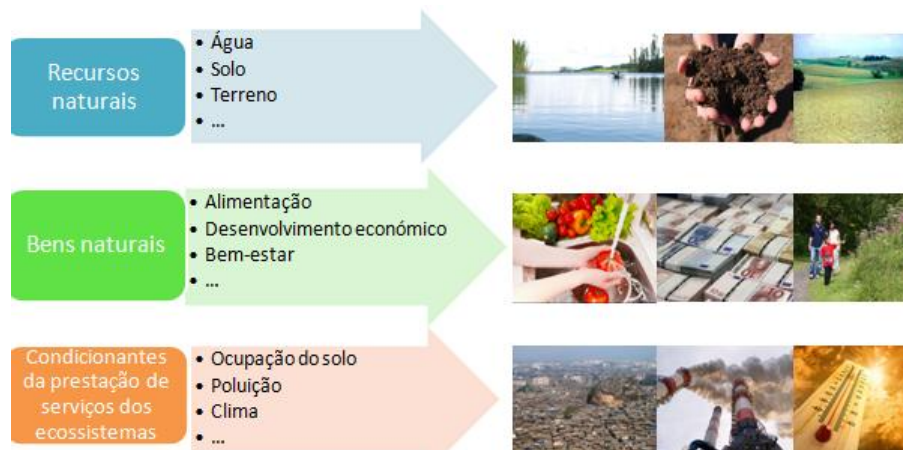 Recursos
naturais
• Água
• Solo
• Terreno
• ...
Bens naturais
• Alimentação
• Desenvolvimento económico
• Bem-estar
• ...
Condicionantes
da prestação de
serviços dos
ecossistemas
• Ocupação do solo
• Poluição
• Clima
• ...